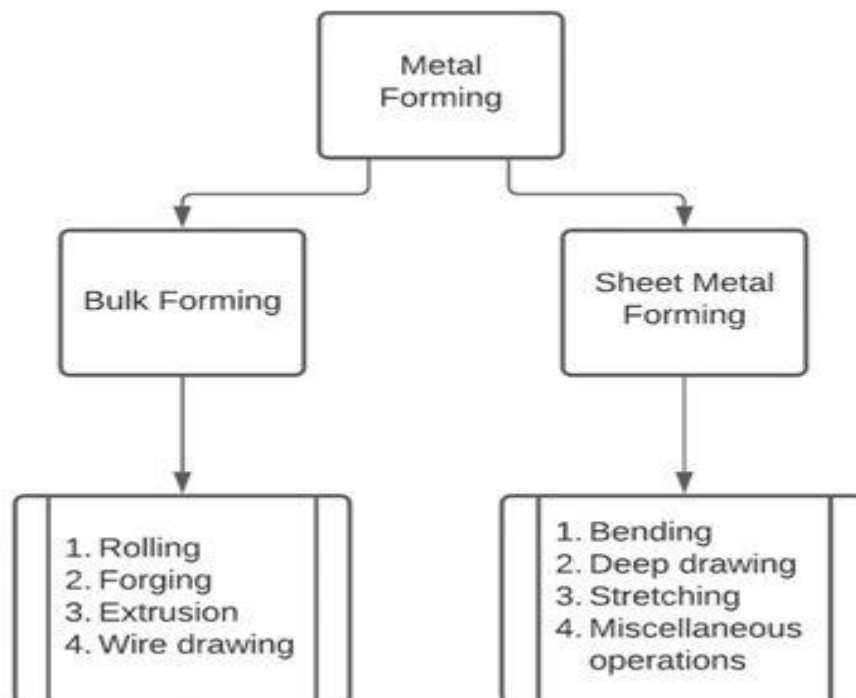 Metal
Forming
Bulk Forming
Sheet Metal
Forming
1. Rolling
2. Forging
3. Extrusion
4. Wire drawing
1. Bending
2. Deep drawing
3. Stretching
4. Miscellaneous
operations